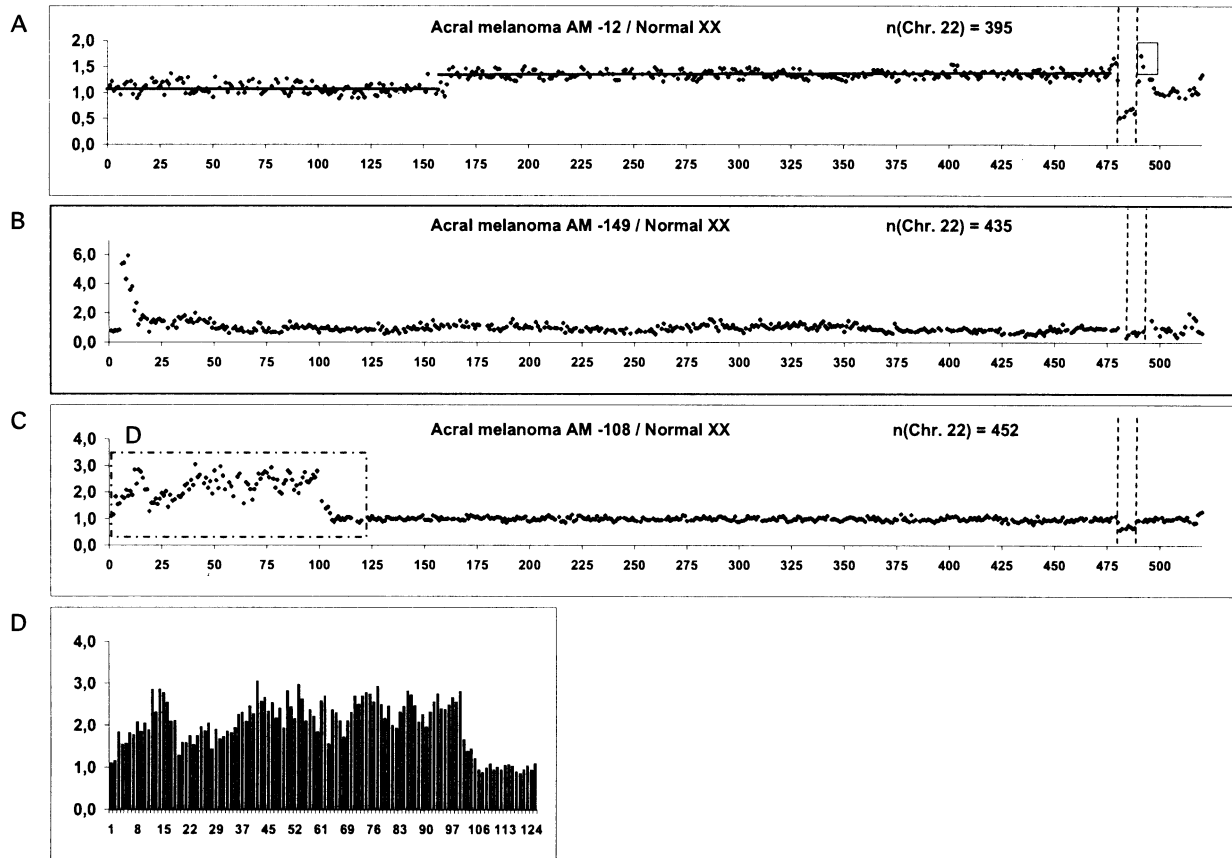 A
Acral melanoma AM -12 / Normal XX
n(Chr. 22) = 395
2,0
1,5
1,0
0,5
0,0
0 25 50 75 100 125 150 175 200 225 250 275 300 325 350 375 400 425 450 475 500
B
Acral melanoma AM -149 / Normal XX
n(Chr. 22) = 435
6,0
4,0
2,0
0,0
0 25 50 75 100 125 150 175 200 225 250 275 300 325 350 375 400 425 450 475 500
C
Acral melanoma AM -108 / Normal XX
n(Chr. 22) = 452
D
4,0
3,0
2,0
1,0
0,0
0 25 50 75 100 125 150 175 200 225 250 275 300 325 350 375 400 425 450 475 500
D
4,0
3,0
2,0
1,0
0,0
1 8 15 22 29 37 45 52 61 69 76 83 90 97 106 113 124